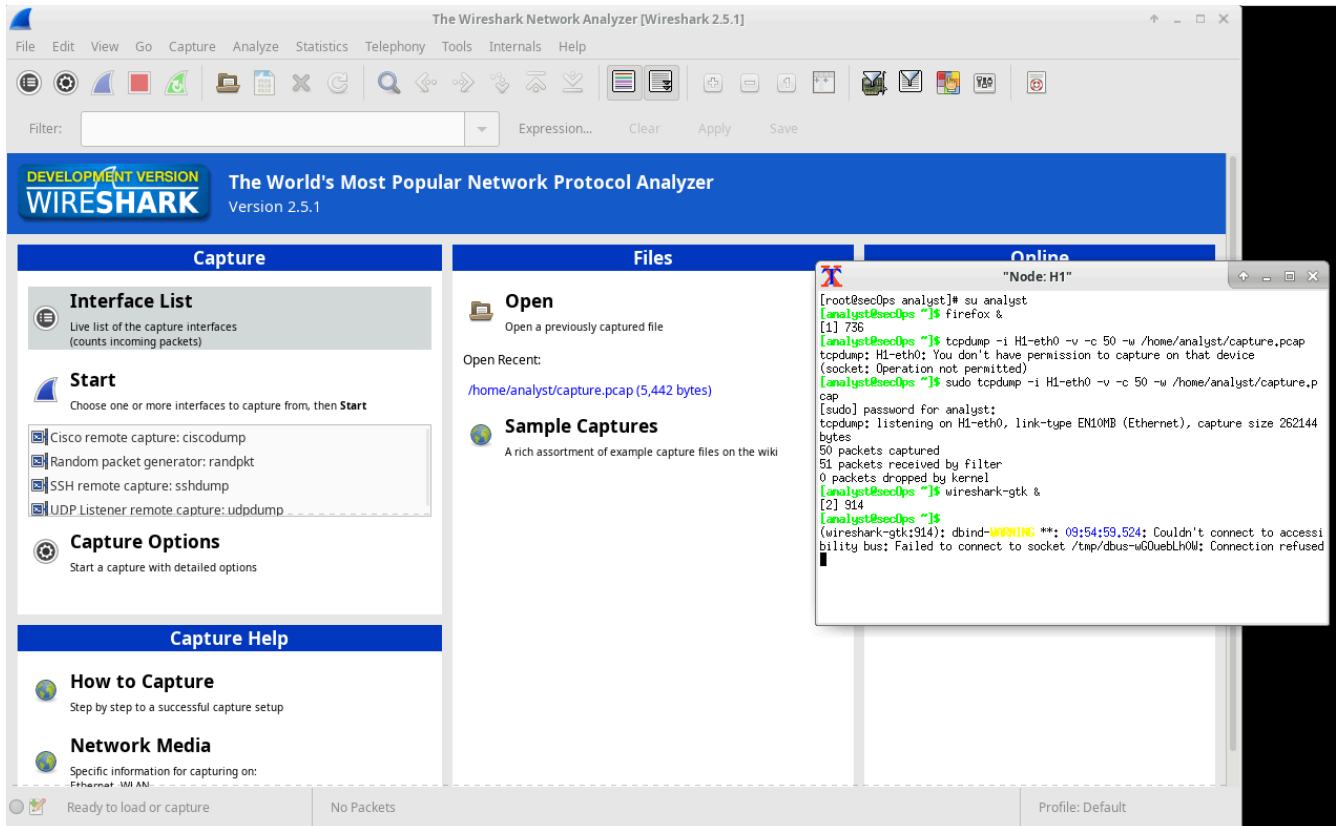 The Wireshark Network Analyzer [Wireshark 2.5.1]
File Edit View Go Capture Analyze Statistics Telephony Tools Internals Help
Filter:
Expression... Clear Apply Save
DEVELOPMENT VERSION
WIRESHARK
The World's Most Popular Network Protocol Analyzer
Version 2.5.1
Capture
Interface List
Live list of the capture interfaces
(counts incoming packets)
Start
Choose one or more interfaces to capture from, then Start
Cisco remote capture: ciscodump
Random packet generator: randpkt
SSH remote capture: sshdump
UDP Listener remote capture: udpdump
Capture Options
Start a capture with detailed options
Capture Help
How to Capture
Step by step to a successful capture setup
Network Media
Specific information for capturing on:
Ethernet, WLAN,
Files
Open
Open a previously captured file
Open Recent:
/home/analyst/capture.pcap (5,442 bytes)
Sample Captures
A rich assortment of example capture files on the wiki
Online
"Node: H1"
[root@secOps analyst]# su analyst
[analyst@secOps ~]$ firefox &
[1] 736
[analyst@secOps ~]$ tcpdump -i H1-eth0 -v -c 50 -w /home/analyst/capture.pcap
tcpdump: H1-eth0: You don't have permission to capture on that device
(socket: Operation not permitted)
[analyst@secOps ~]$ sudo tcpdump -i H1-eth0 -v -c 50 -w /home/analyst/capture.p
cap
[sudo] password for analyst:
tcpdump: listening on H1-eth0, link-type EN10MB (Ethernet), capture size 262144
bytes
50 packets captured
51 packets received by filter
0 packets dropped by kernel
[analyst@secOps ~]$ wireshark-gtk &
[2] 914
[analyst@secOps ~]$
(wireshark-gtk:914): dbind-WARNING **: 09:54:59.524: Couldn't connect to accessi
bility bus: Failed to connect to socket /tmp/dbus-wGOuebLhOW: Connection refused
Ready to load or capture
No Packets
Profile: Default